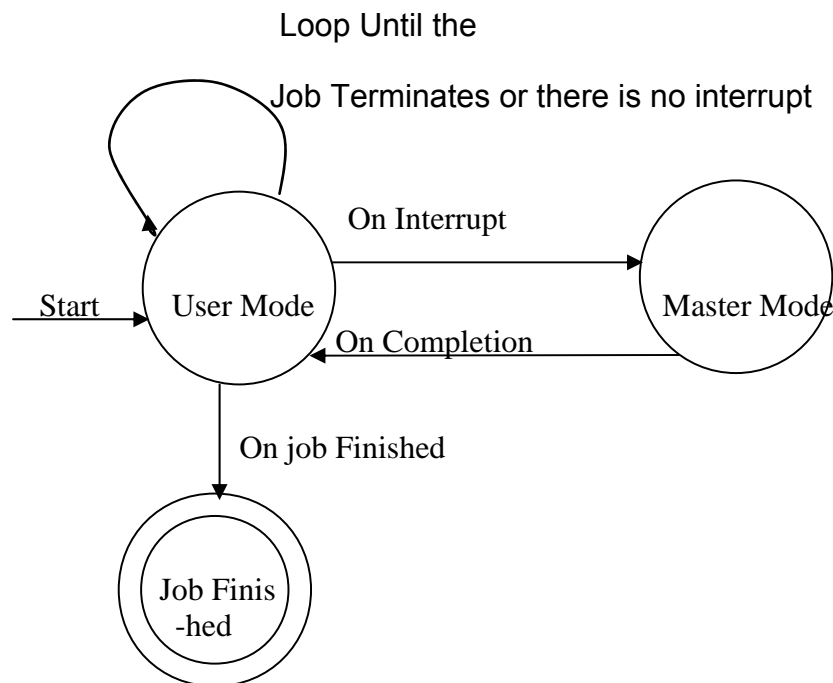 Loop Until the
Job Terminates or there is no interrupt
On Interrupt
Start
User Mode
Master Mode
On Completion
On job Finished
Job Finis
-hed